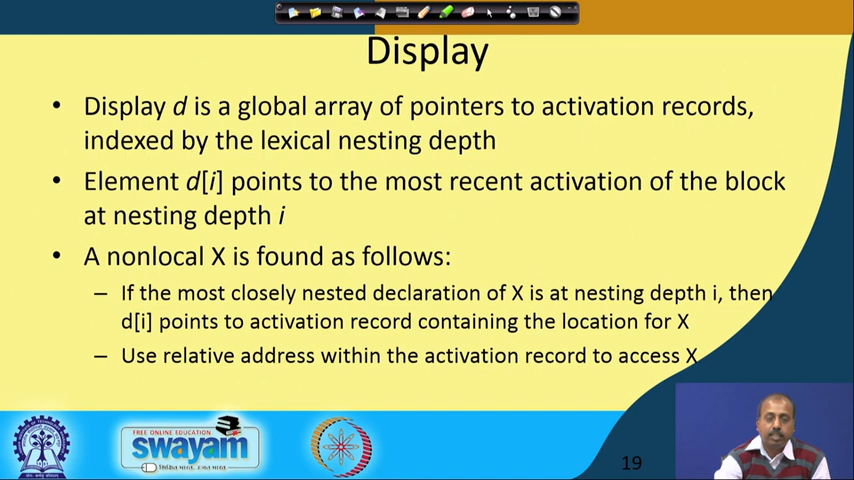 Display
• Display d is a global array of pointers to activation records,
indexed by the lexical nesting depth
• Element d[i] points to the most recent activation of the block
at nesting depth i
• A nonlocal X is found as follows:
– If the most closely nested declaration of X is at nesting depth i, then
d[i] points to activation record containing the location for X
– Use relative address within the activation record to access X
FREE ONLINE EDUCATION
swayam
19